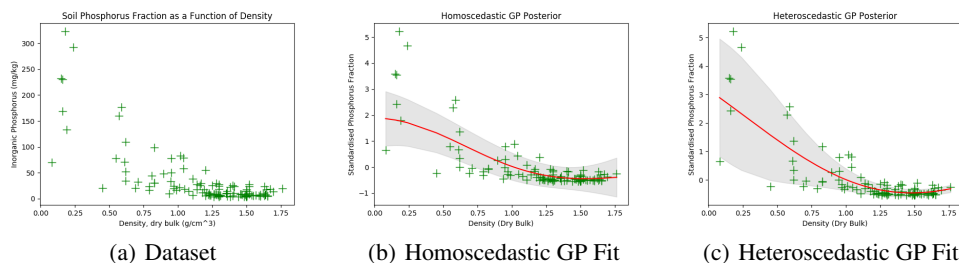 Soil Phosphorus Fraction as a Function of Density
Inorganic Phosphorus (mg/kg)
300
250
200
150
100
50
0
0.00 0.25 0.50 0.75 1.00 1.25 1.50 1.75
Density, dry bulk (g/cm^3)
(a) Dataset
Homoscedastic GP Posterior
Standardised Phosphorus Fraction
5
4
3
2
1
0
−1
0.00 0.25 0.50 0.75 1.00 1.25 1.50 1.75
Density (Dry Bulk)
(b) Homoscedastic GP Fit
Heteroscedastic GP Posterior
Standardised Phosphorus Fraction
5
4
3
2
1
0
0.00 0.25 0.50 0.75 1.00 1.25 1.50 1.75
Density (Dry Bulk)
(c) Heteroscedastic GP Fit